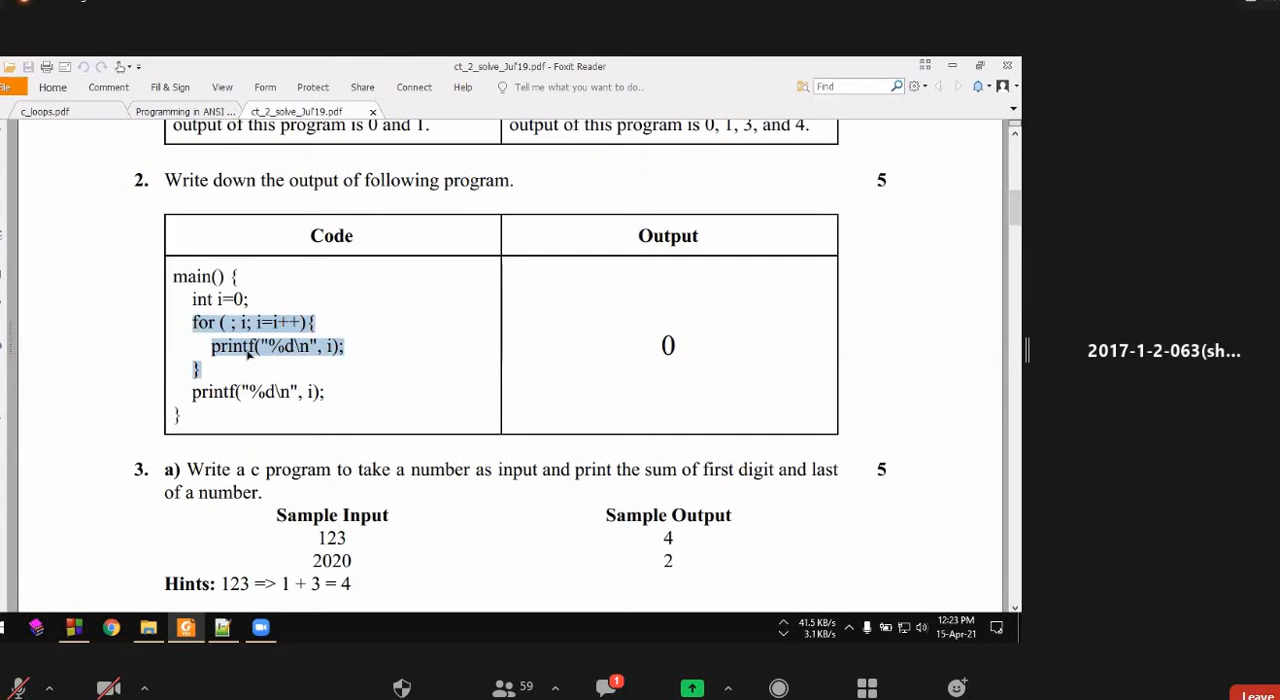 ct_2_solve_Jul'19.pdf - Foxit Reader
File Home Comment Fill & Sign View Form Protect Share Connect Help Tell me what you want to do.. Find
c_loops.pdf Programming in ANSI ... ct_2_solve_Jul'19.pdf
output of this program is 0 and 1. output of this program is 0, 1, 3, and 4.
2. Write down the output of following program. 5
Code Output
main() {
int i=0;
for ( ; i; i=i++){
printf("%d\n", i);
}
printf("%d\n", i);
}
0
2017-1-2-063(sh...
3. a) Write a c program to take a number as input and print the sum of first digit and last 5
of a number.
Sample Input Sample Output
123 4
2020 2
Hints: 123 => 1 + 3 = 4
41.5 KB/s
3.1 KB/s
12:23 PM
15-Apr-21
59
1
Leave